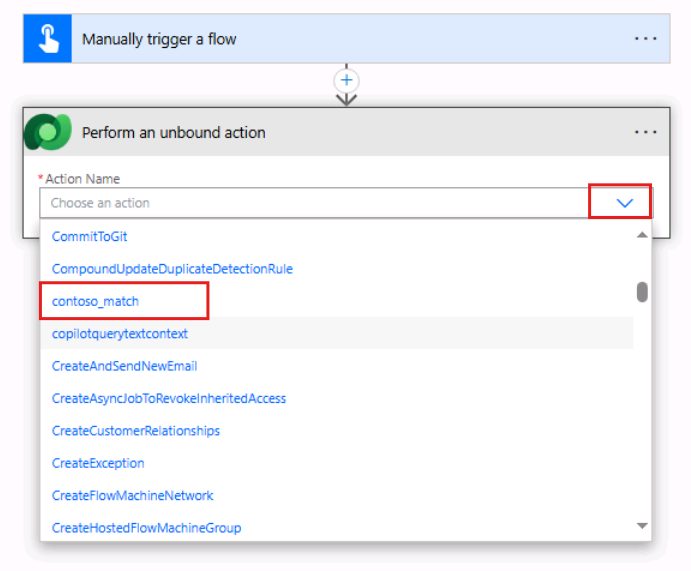 Manually trigger a flow
Perform an unbound action
* Action Name
Choose an action
CommitToGit
CompoundUpdateDuplicateDetectionRule
contoso_match
copilotquerytextcontext
CreateAndSendNewEmail
CreateAsyncJobToRevokeInheritedAccess
CreateCustomerRelationships
CreateException
CreateFlowMachineNetwork
CreateHostedFlowMachineGroup